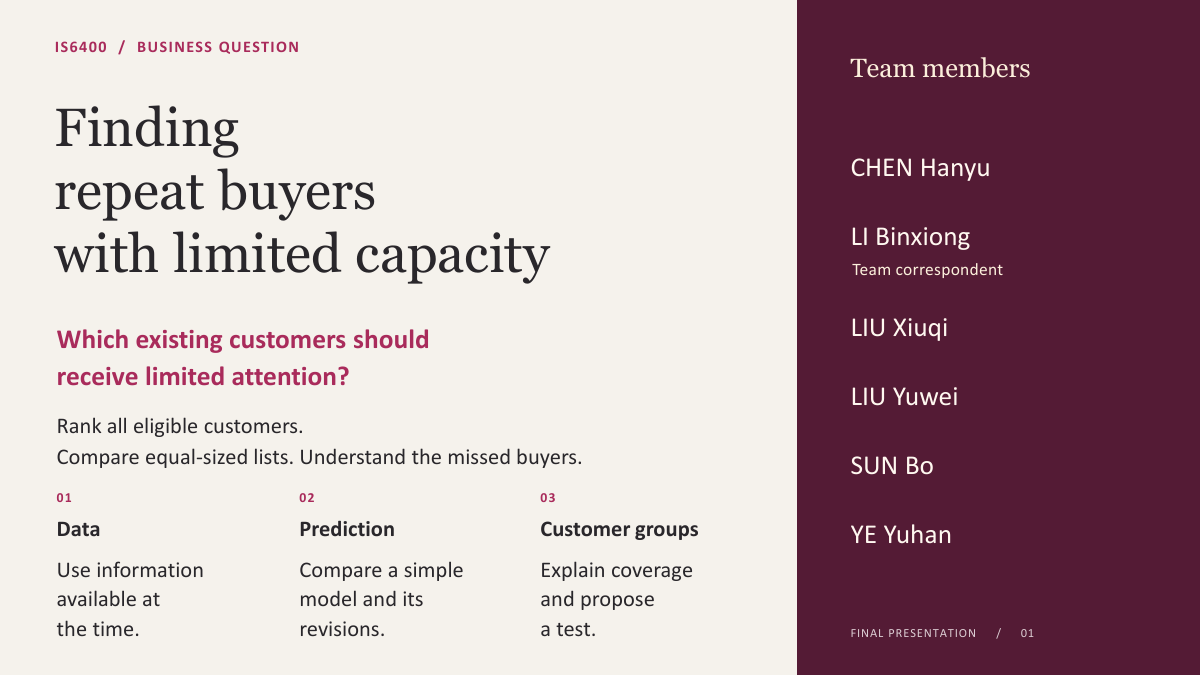 IS6400 / BUSINESS QUESTION
Finding
repeat buyers
with limited capacity
Which existing customers should
receive limited attention?
Rank all eligible customers.
Compare equal-sized lists. Understand the missed buyers.
01
Data
Use information
available at
the time.
02
Prediction
Compare a simple
model and its
revisions.
03
Customer groups
Explain coverage
and propose
a test.
Team members
CHEN Hanyu
LI Binxiong
Team correspondent
LIU Xiuqi
LIU Yuwei
SUN Bo
YE Yuhan
FINAL PRESENTATION / 01